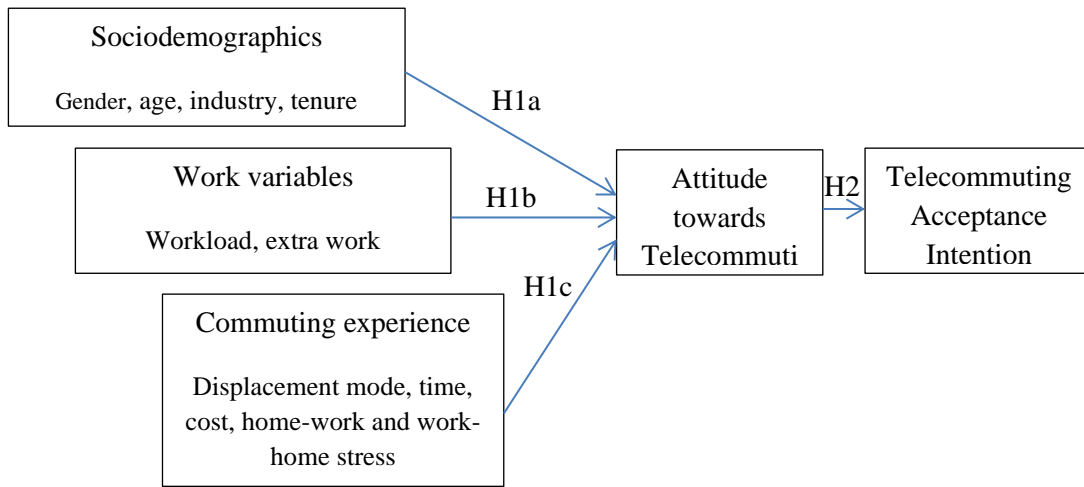 Sociodemographics
Gender, age, industry, tenure
H1a
Work variables
Workload, extra work
H1b
Commuting experience
Displacement mode, time,
cost, home-work and work-
home stress
H1c
Attitude
towards
Telecommuti
H2
Telecommuting
Acceptance
Intention